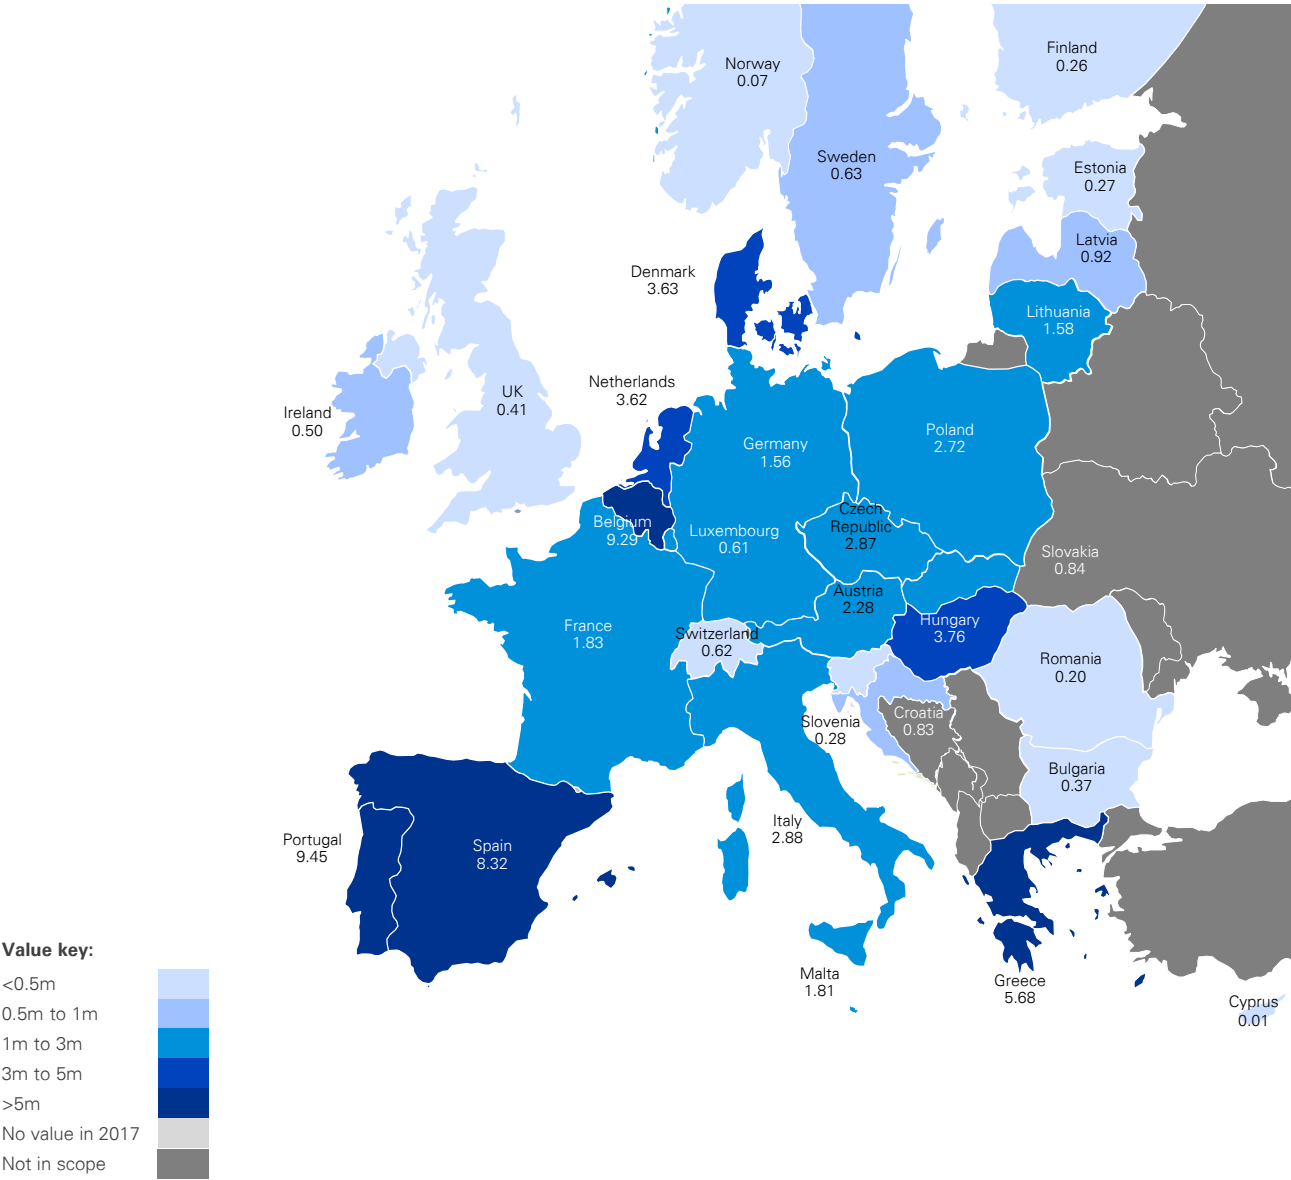 Norway
0.07
Finland
0.26
Sweden
0.63
Estonia
0.27
Latvia
0.92
Denmark
3.63
Lithuania
1.58
Netherlands
3.62
UK
0.41
Ireland
0.50
Germany
1.56
Poland
2.72
Belgium
9.29
Luxembourg
0.61
Czech
Republic
2.87
Slovakia
0.84
Austria
2.28
France
1.83
Switzerland
0.62
Hungary
3.76
Romania
0.20
Slovenia
0.28
Croatia
0.83
Bulgaria
0.37
Italy
2.88
Portugal
9.45
Spain
8.32
Malta
1.81
Greece
5.68
Cyprus
0.01
Value key:
<0.5m
0.5m to 1m
1m to 3m
3m to 5m
>5m
No value in 2017
Not in scope